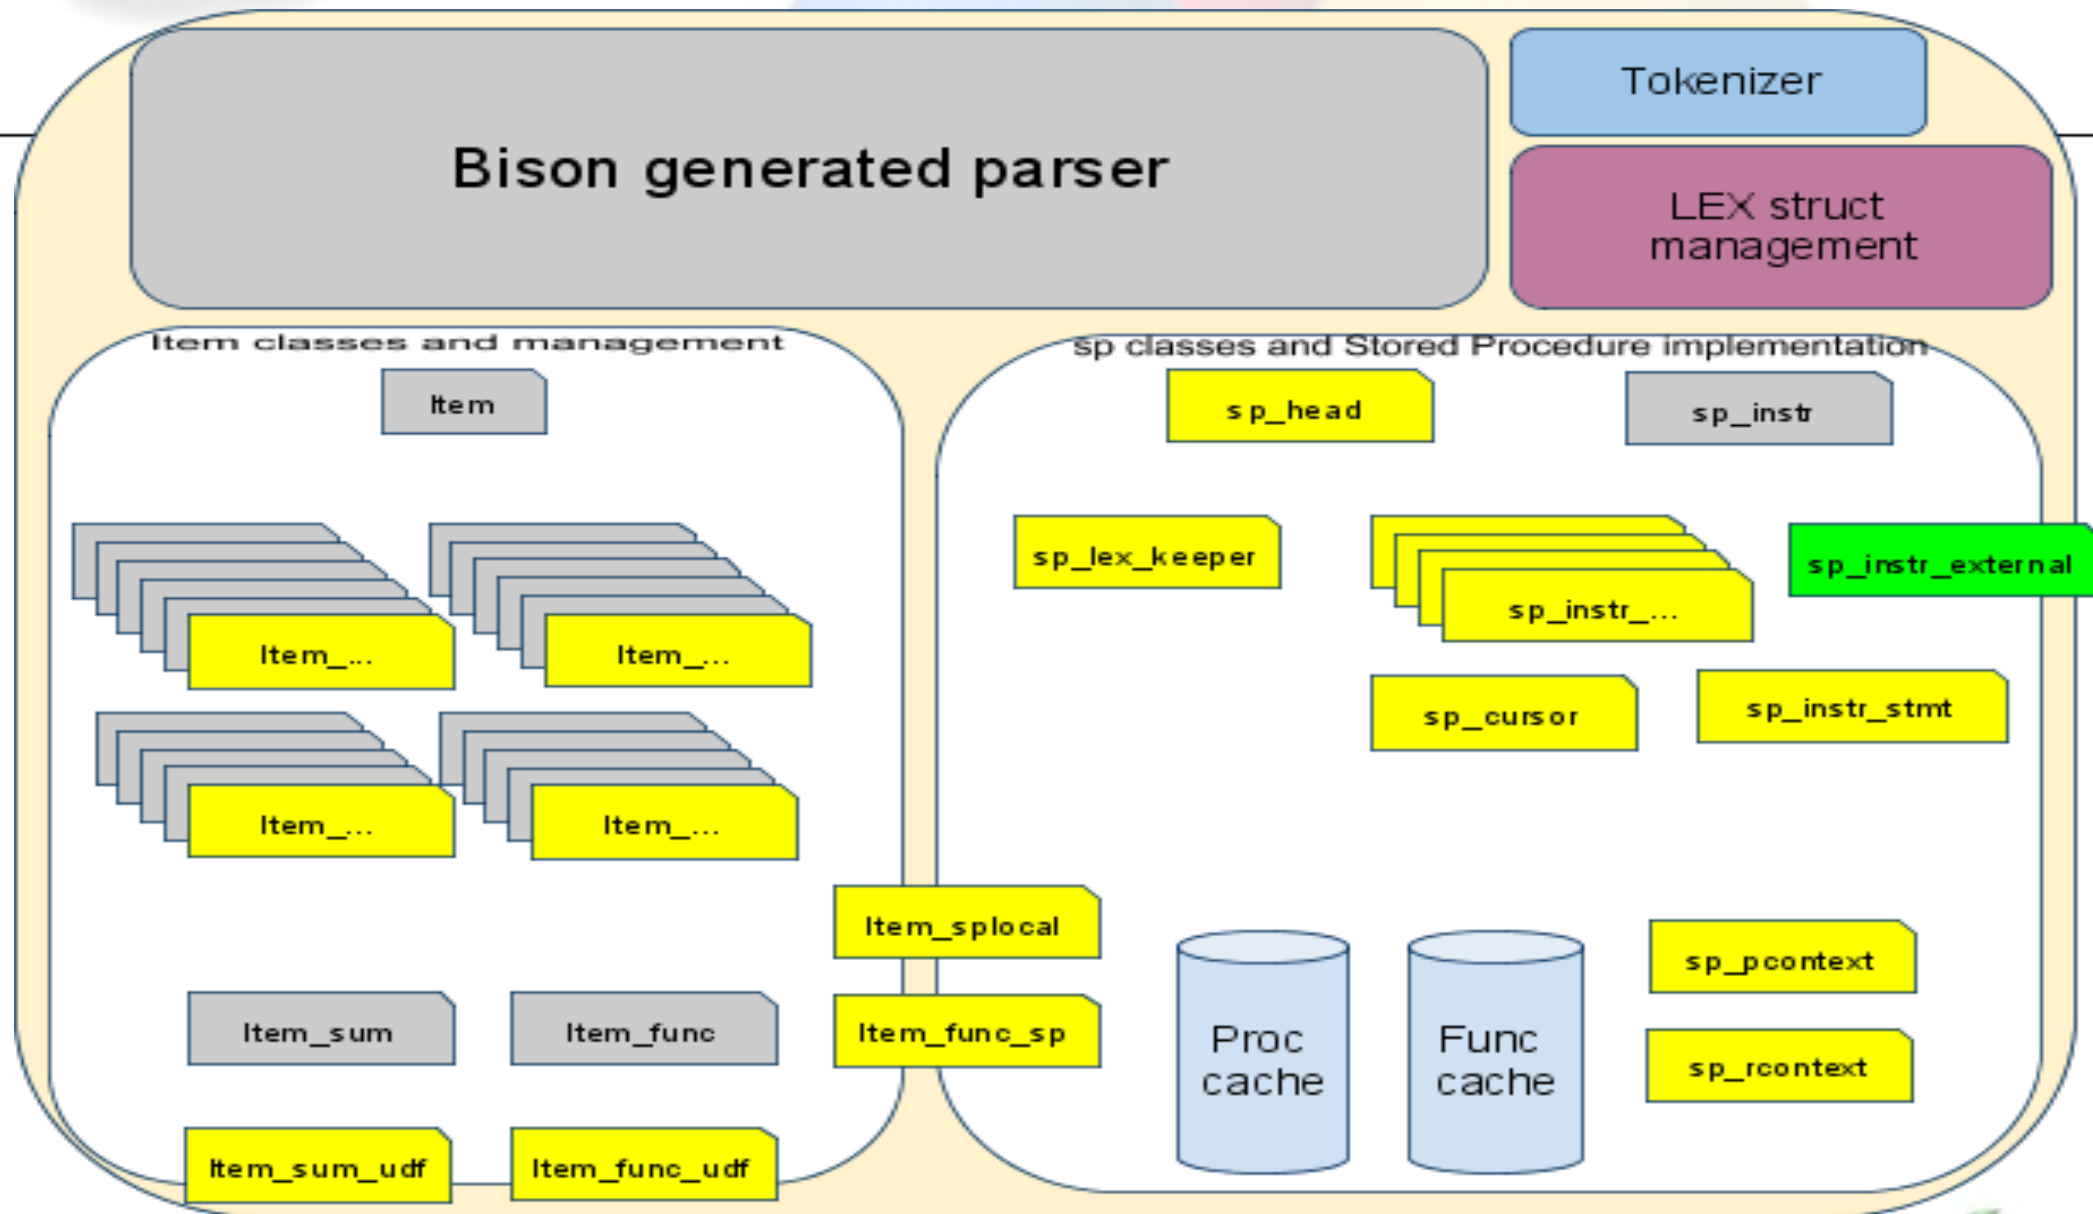 Bison generated parser
Tokenizer
LEX struct
management
Item classes and management
sp classes and Stored Procedure implementation
Item
sp_head
sp_instr
sp_lex_keeper
sp_instr_...
sp_instr_external
Item_...
Item_...
sp_cursor
sp_instr_stmt
Item_...
Item_...
Item_splocal
sp_pcontext
Item_sum
Item_func
Item_func_sp
Proc
cache
Func
cache
sp_rcontext
Item_sum_udf
Item_func_udf